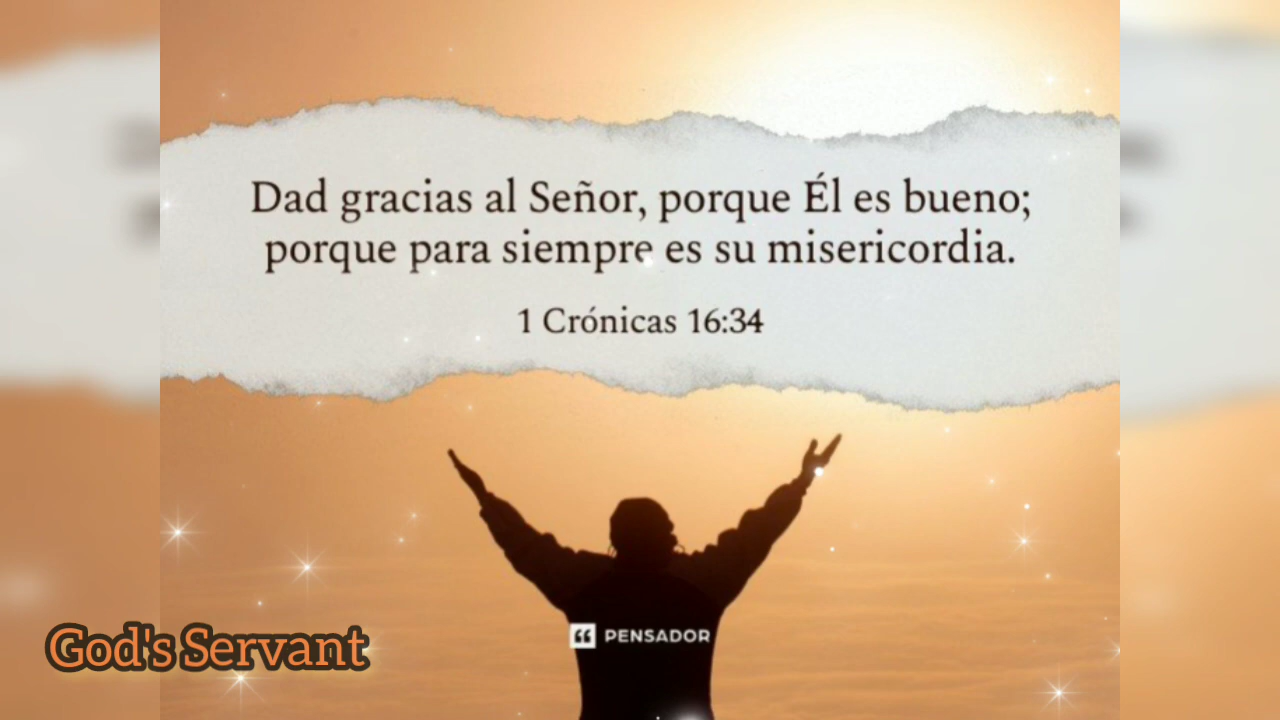 Dad gracias al Señor, porque Él es bueno;
porque para siempre es su misericordia.
1 Crónicas 16:34
PENSADOR
God's Servant